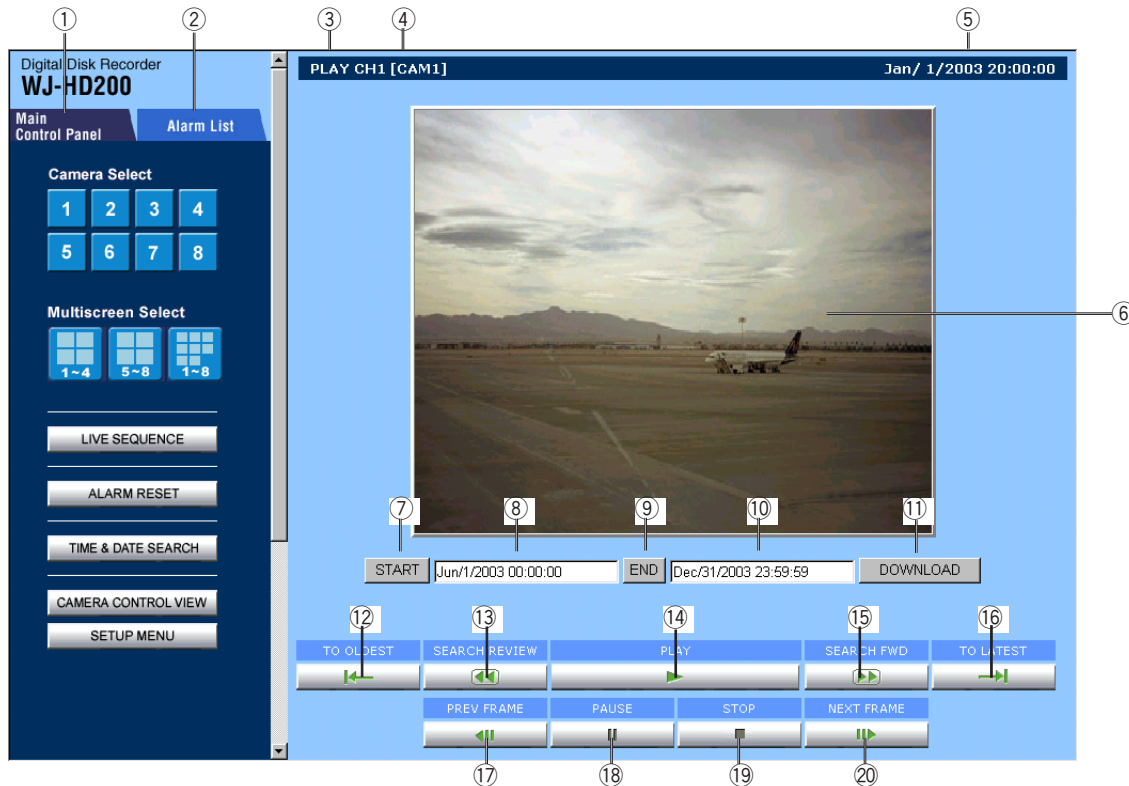 ① ② ③ ④ ⑤
Digital Disk Recorder
WJ-HD200
Main
Control Panel
Alarm List
PLAY CH1 [CAM1]
Jan/ 1/2003 20:00:00
Camera Select
1 2 3 4
5 6 7 8
Multiscreen Select
1~4 5~8 1~8
LIVE SEQUENCE
ALARM RESET
TIME & DATE SEARCH
CAMERA CONTROL VIEW
SETUP MENU
⑥
⑦ ⑧ ⑨ ⑩ ⑪
START Jun/1/2003 00:00:00 END Dec/31/2003 23:59:59 DOWNLOAD
⑫ ⑬ ⑭ ⑮ ⑯
TO OLDEST SEARCH REVIEW PLAY SEARCH FWD TO LATEST
PREV FRAME PAUSE STOP NEXT FRAME
⑰ ⑱ ⑲ ⑳